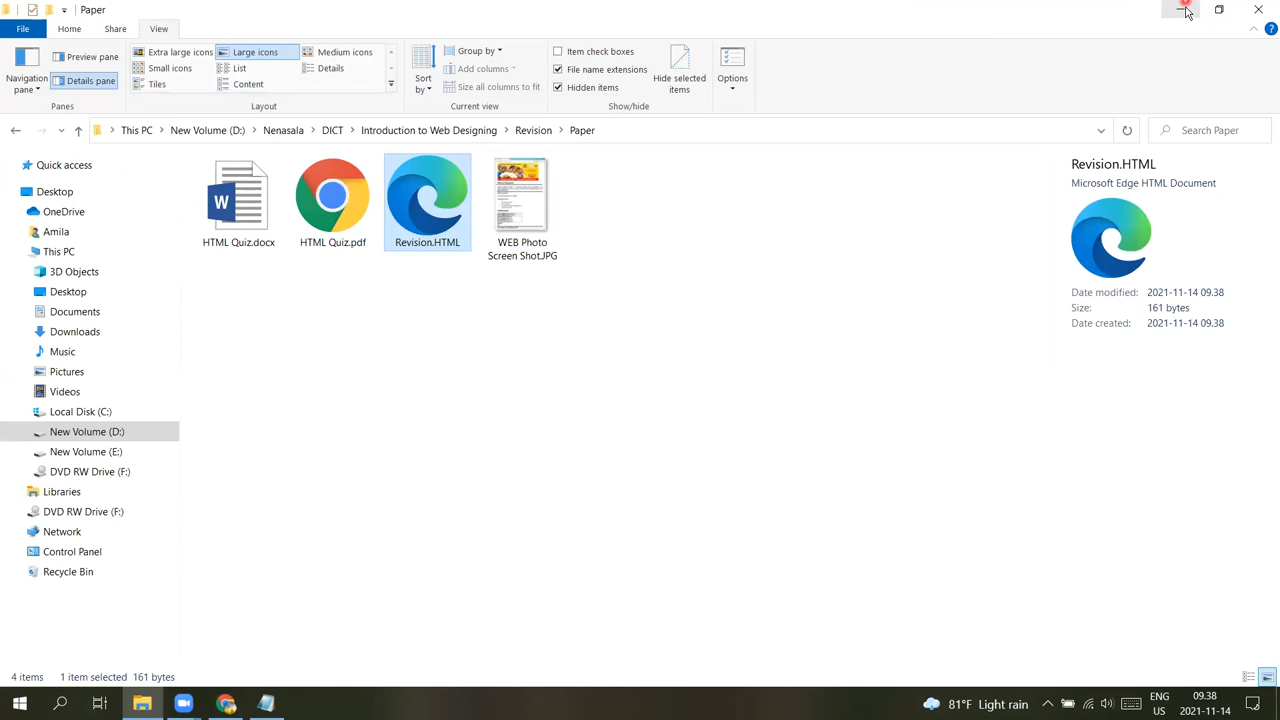 Paper
File Home Share View
Navigation pane
Preview pane
Details pane
Panes
Extra large icons
Large icons
Medium icons
Small icons
List
Details
Tiles
Content
Layout
Sort by
Group by
Add columns
Size all columns to fit
Current view
Item check boxes
File name extensions
Hidden items
Hide selected items
Show/hide
Options
This PC New Volume (D:) Nenasala DICT Introduction to Web Designing Revision Paper
Search Paper
Quick access
Desktop
OneDrive
Amila
This PC
3D Objects
Desktop
Documents
Downloads
Music
Pictures
Videos
Local Disk (C:)
New Volume (D:)
New Volume (E:)
DVD RW Drive (F:)
Libraries
DVD RW Drive (F:)
Network
Control Panel
Recycle Bin
HTML Quiz.docx
HTML Quiz.pdf
Revision.HTML
WEB Photo
Screen Shot.JPG
Revision.HTML
Microsoft Edge HTML Document
Date modified: 2021-11-14 09.38
Size: 161 bytes
Date created: 2021-11-14 09.38
4 items 1 item selected 161 bytes
81°F Light rain
ENG
US
09.38
2021-11-14